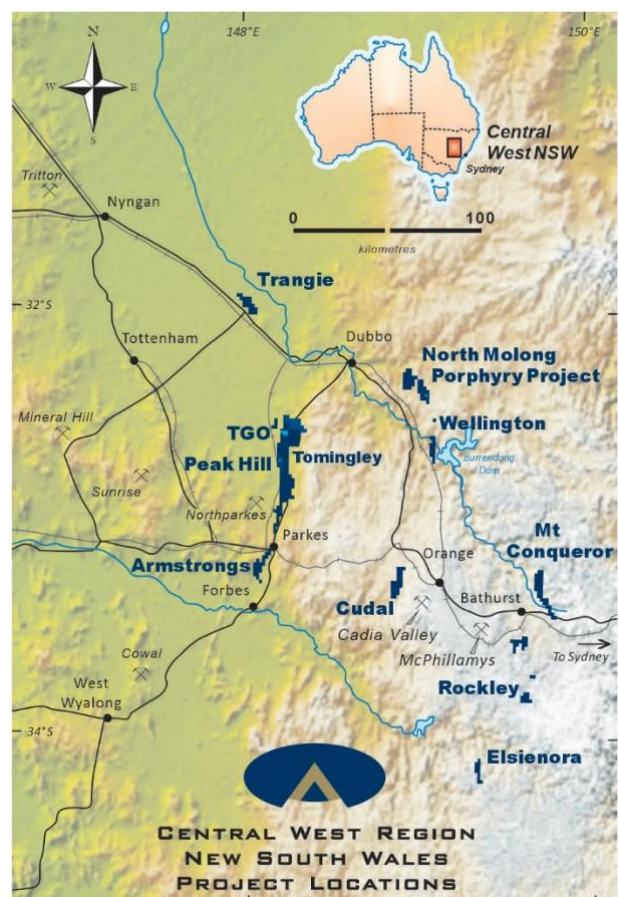 148°E
150°E
N
W
E
S
Central
West NSW
Sydney
0
100
kilometres
Tritton
Nyngan
Trangie
32°S
Tottenham
Dubbo
North Molong
Porphyry Project
Mineral Hill
TGO
Wellington
Peak Hill
Tomingley
Burrendong
Dam
Sunrise
Northparkes
Parkes
Mt
Conqueror
Armstrongs
Orange
Forbes
Cudal
Bathurst
Cadia Valley
McPhillamys
To Sydney
Cowal
West
Wyalong
Rockley
34°S
Elsienora
CENTRAL WEST REGION
NEW SOUTH WALES
PROJECT LOCATIONS